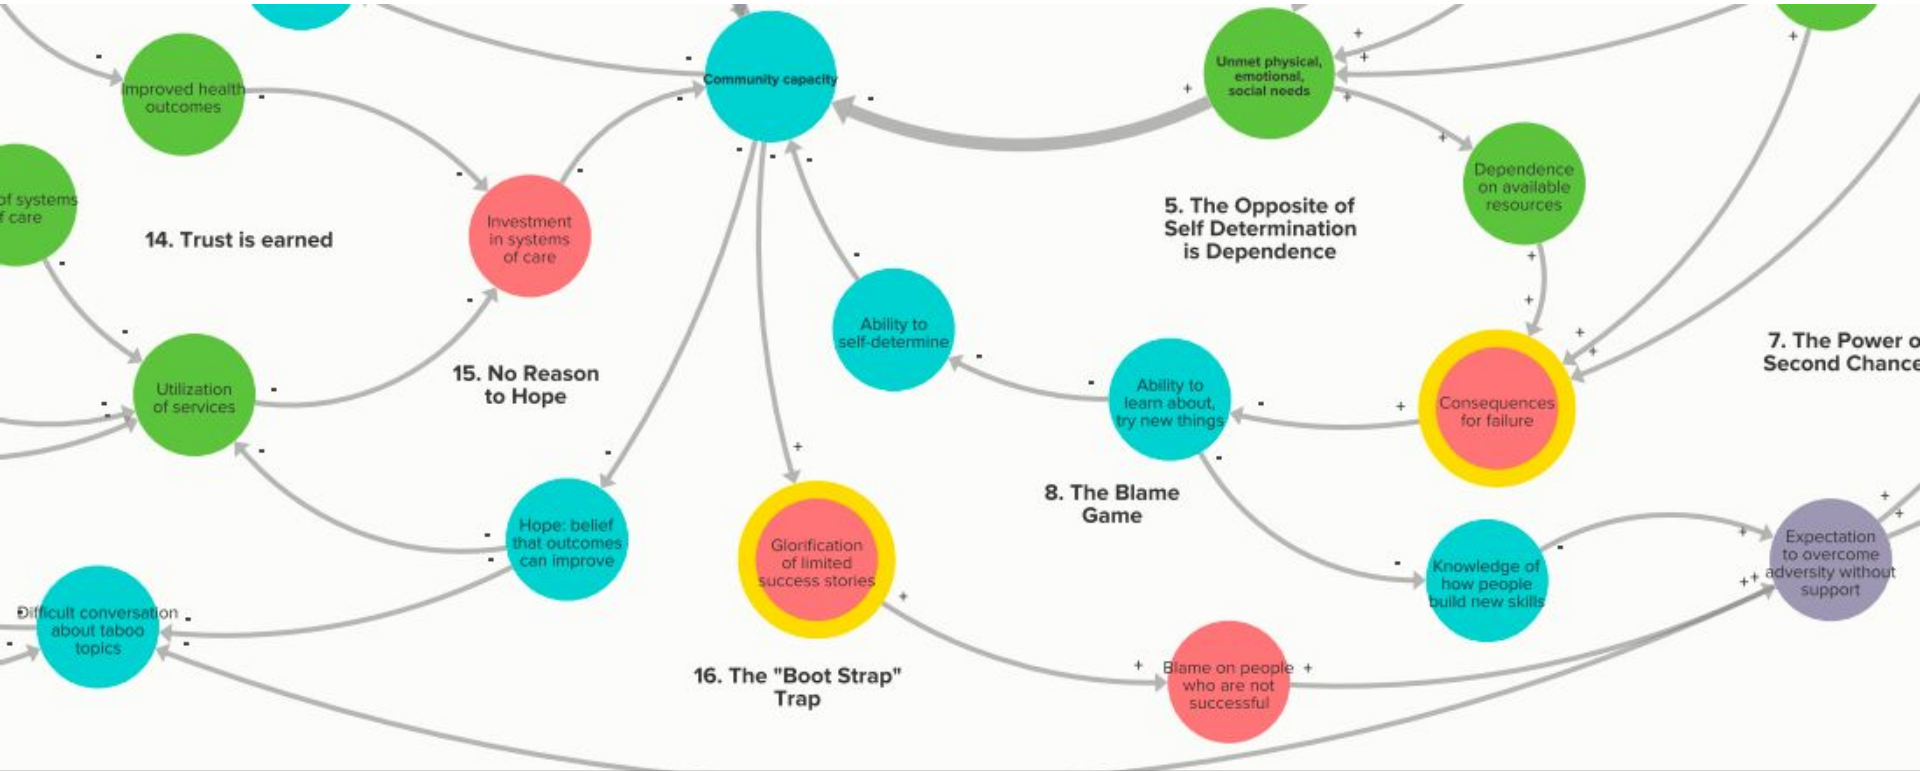 Improved health
outcomes
Community capacity
Unmet physical,
emotional,
social needs
Dependence
on available
resources
of systems
f care
14. Trust is earned
Investment
in systems
of care
5. The Opposite of
Self Determination
is Dependence
Ability to
self-determine
7. The Power o
Second Chance
Utilization
of services
15. No Reason
to Hope
Ability to
learn about,
try new things
Consequences
for failure
8. The Blame
Game
Hope: belief
that outcomes
can improve
Glorification
of limited
success stories
Knowledge of
how people
build new skills
Expectation
to overcome
adversity without
support
Difficult conversation
about taboo
topics
16. The "Boot Strap"
Trap
Blame on people
who are not
successful